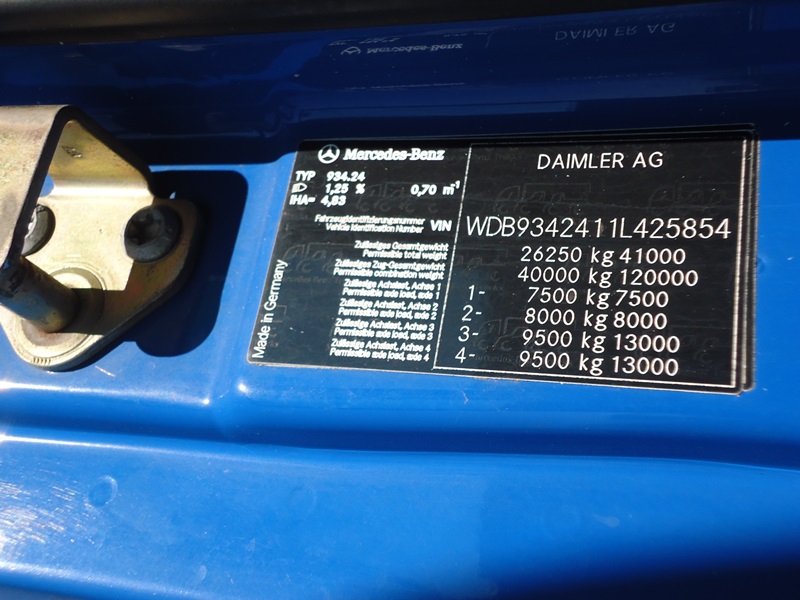 Mercedes-Benz
DAIMLER AG
TYP 934.24
1,25 % 0,70 m⁻¹
IHA= 4,83
Fahrzeugidentifizierungsnummer
Vehicle Identification Number VIN WDB9342411L425854
Zulässiges Gesamtgewicht
Permissible total weight 26250 kg 41000
Zulässiges Zug-Gesamtgewicht
Permissible combination weight 40000 kg 120000
Zulässige Achslast, Achse 1
Permissible axle load, axle 1 1- 7500 kg 7500
Zulässige Achslast, Achse 2
Permissible axle load, axle 2 2- 8000 kg 8000
Zulässige Achslast, Achse 3
Permissible axle load, axle 3 3- 9500 kg 13000
Zulässige Achslast, Achse 4
Permissible axle load, axle 4 4- 9500 kg 13000
Made in Germany